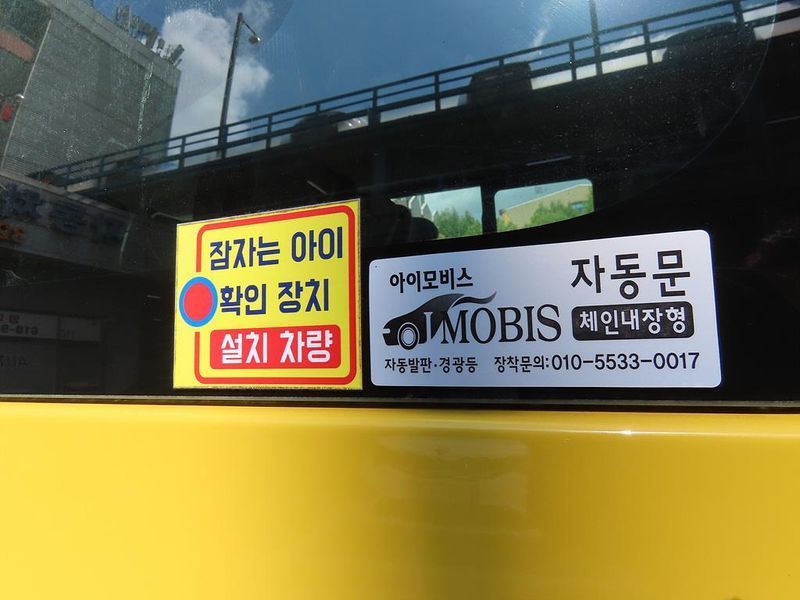 잠자는 아이
확인 장치
설치 차량
아이모비스
IMOBIS
자동문
체인내장형
자동발판·경광등 장착문의:010-5533-0017